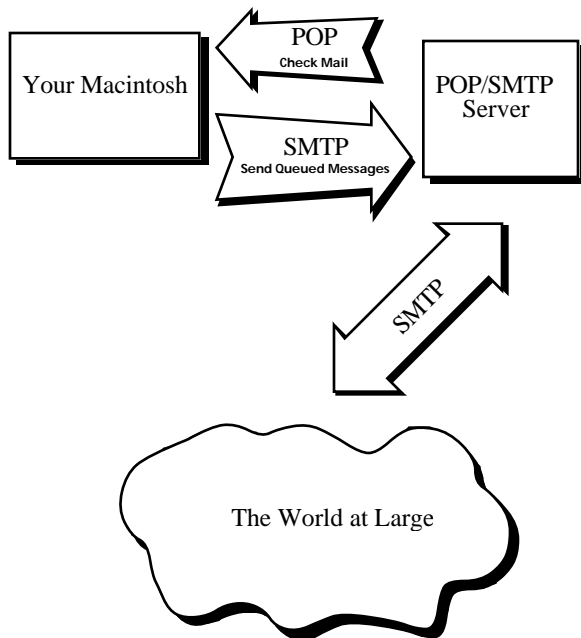 POP
Check Mail
Your Macintosh
POP/SMTP
Server
SMTP
Send Queued Messages
SMTP
The World at Large